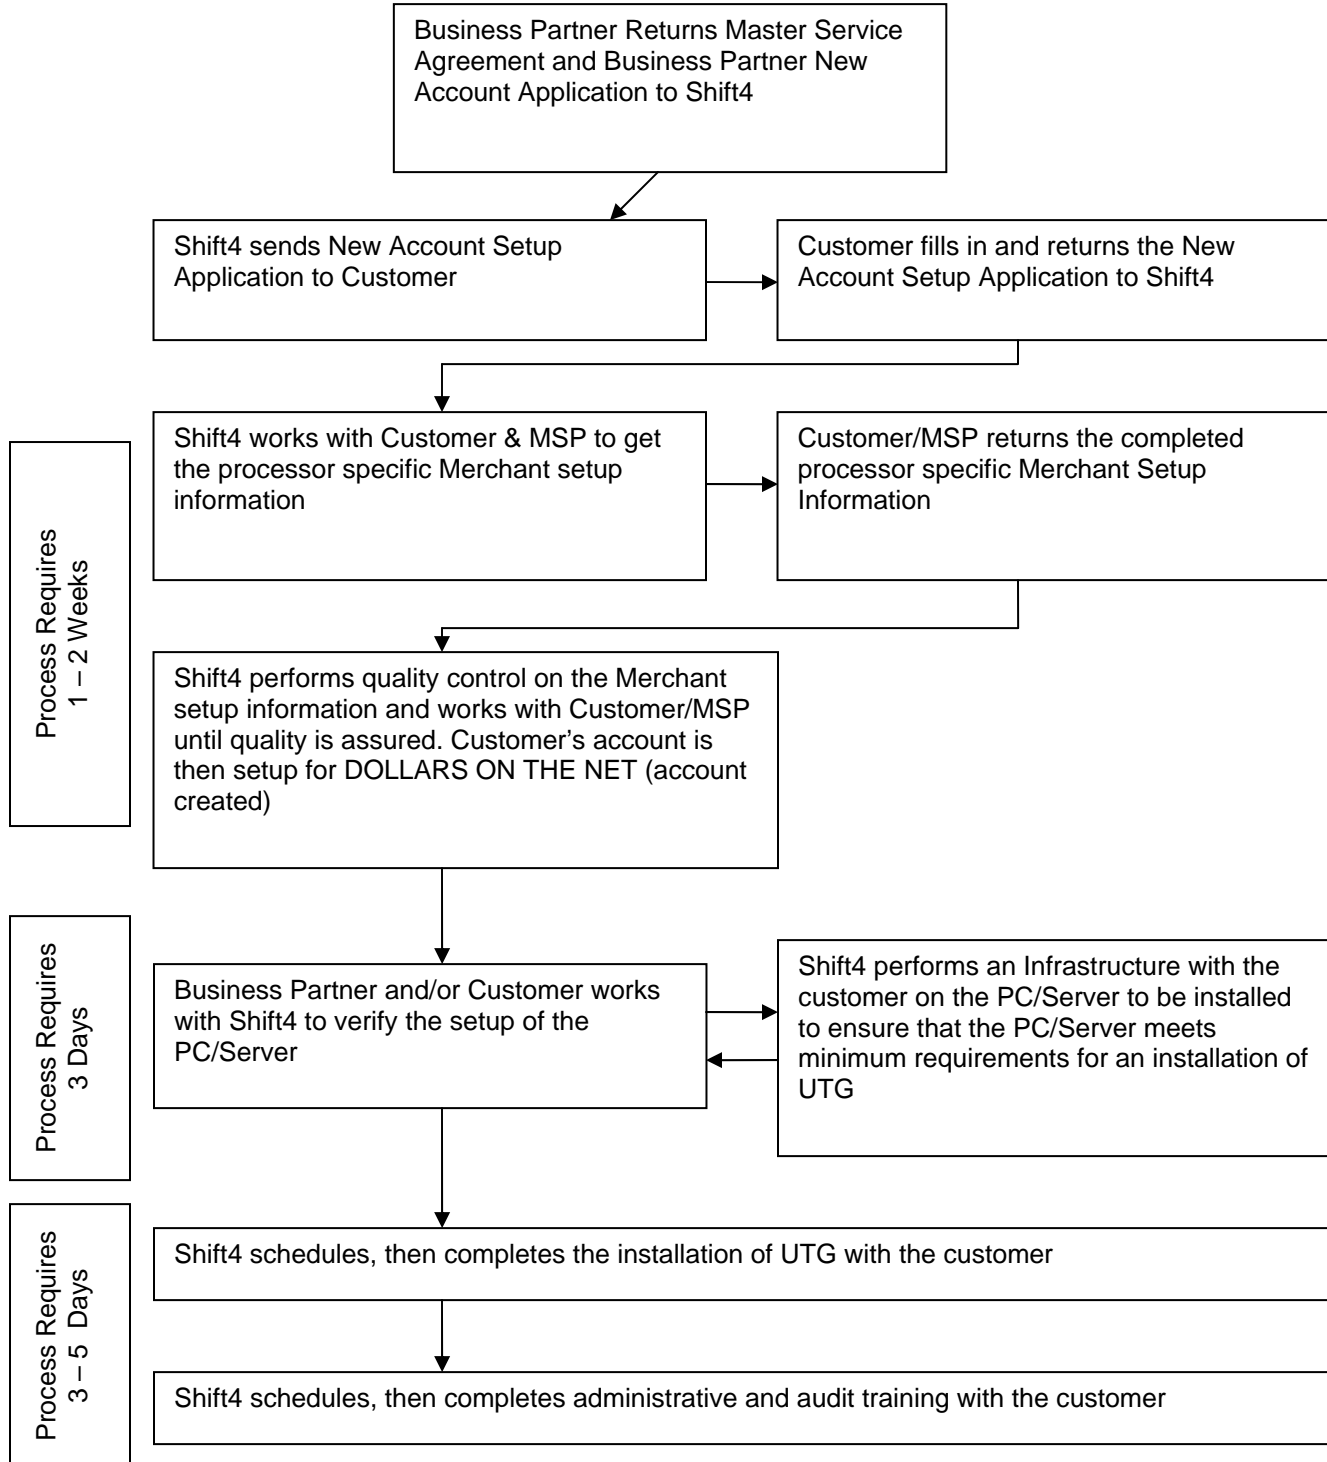 Business Partner Returns Master Service
Agreement and Business Partner New
Account Application to Shift4
Shift4 sends New Account Setup
Application to Customer
Customer fills in and returns the New
Account Setup Application to Shift4
Process Requires
1 – 2 Weeks
Shift4 works with Customer & MSP to get
the processor specific Merchant setup
information
Customer/MSP returns the completed
processor specific Merchant Setup
Information
Shift4 performs quality control on the Merchant
setup information and works with Customer/MSP
until quality is assured. Customer’s account is
then setup for DOLLARS ON THE NET (account
created)
Process Requires
3 Days
Business Partner and/or Customer works
with Shift4 to verify the setup of the
PC/Server
Shift4 performs an Infrastructure with the
customer on the PC/Server to be installed
to ensure that the PC/Server meets
minimum requirements for an installation of
UTG
Process Requires
3 – 5  Days
Shift4 schedules, then completes the installation of UTG with the customer
Shift4 schedules, then completes administrative and audit training with the customer